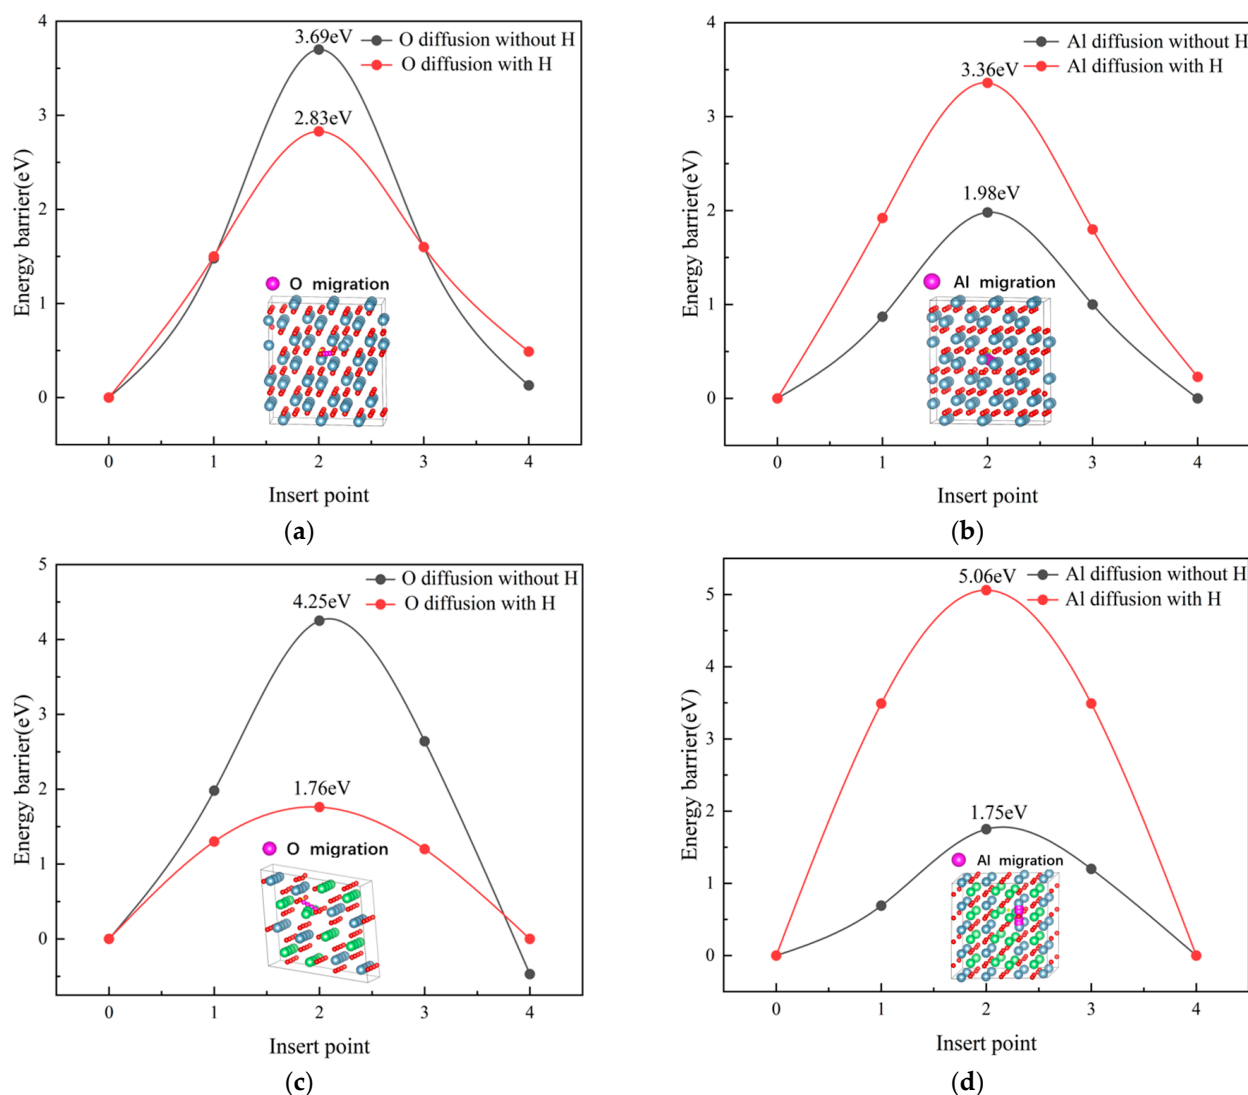 4
3
2
1
0
Energy barrier(eV)
3.69eV
2.83eV
O diffusion without H
O diffusion with H
O migration
0 1 2 3 4
Insert point
(a)
4
3
2
1
0
Energy barrier(eV)
3.36eV
1.98eV
Al diffusion without H
Al diffusion with H
Al migration
0 1 2 3 4
Insert point
(b)
5
4
3
2
1
0
Energy barrier(eV)
4.25eV
1.76eV
O diffusion without H
O diffusion with H
O migration
0 1 2 3 4
Insert point
(c)
5
4
3
2
1
0
Energy barrier(eV)
5.06eV
1.75eV
Al diffusion without H
Al diffusion with H
Al migration
0 1 2 3 4
Insert point
(d)